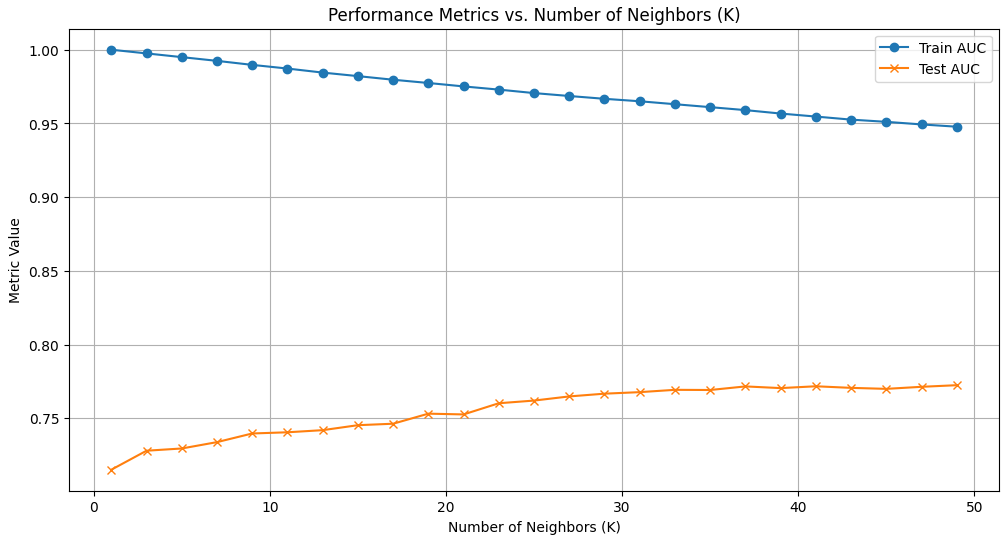 Performance Metrics vs. Number of Neighbors (K)
Train AUC
Test AUC
Metric Value
1.00
0.95
0.90
0.85
0.80
0.75
0
10
20
30
40
50
Number of Neighbors (K)